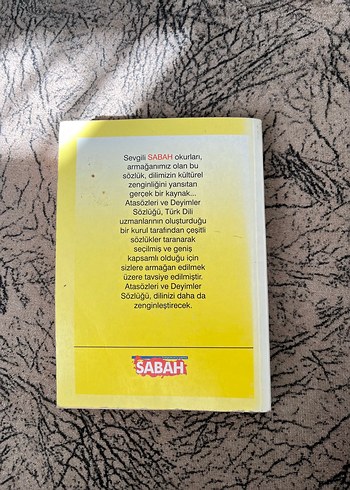 Sevgili SABAH okurları,
armağanımız olan bu
sözlük, dilimizin kültürel
zenginliğini yansıtan
gerçek bir kaynak...
Atasözleri ve Deyimler
Sözlüğü, Türk Dili
uzmanlarının oluşturduğu
bir kurul tarafından çeşitli
sözlükler taranarak
seçilmiş ve geniş
kapsamlı olduğu için
sizlere armağan edilmek
üzere tavsiye edilmiştir.
Atasözleri ve Deyimler
Sözlüğü, dilinizi daha da
zenginleştirecek.
SABAH